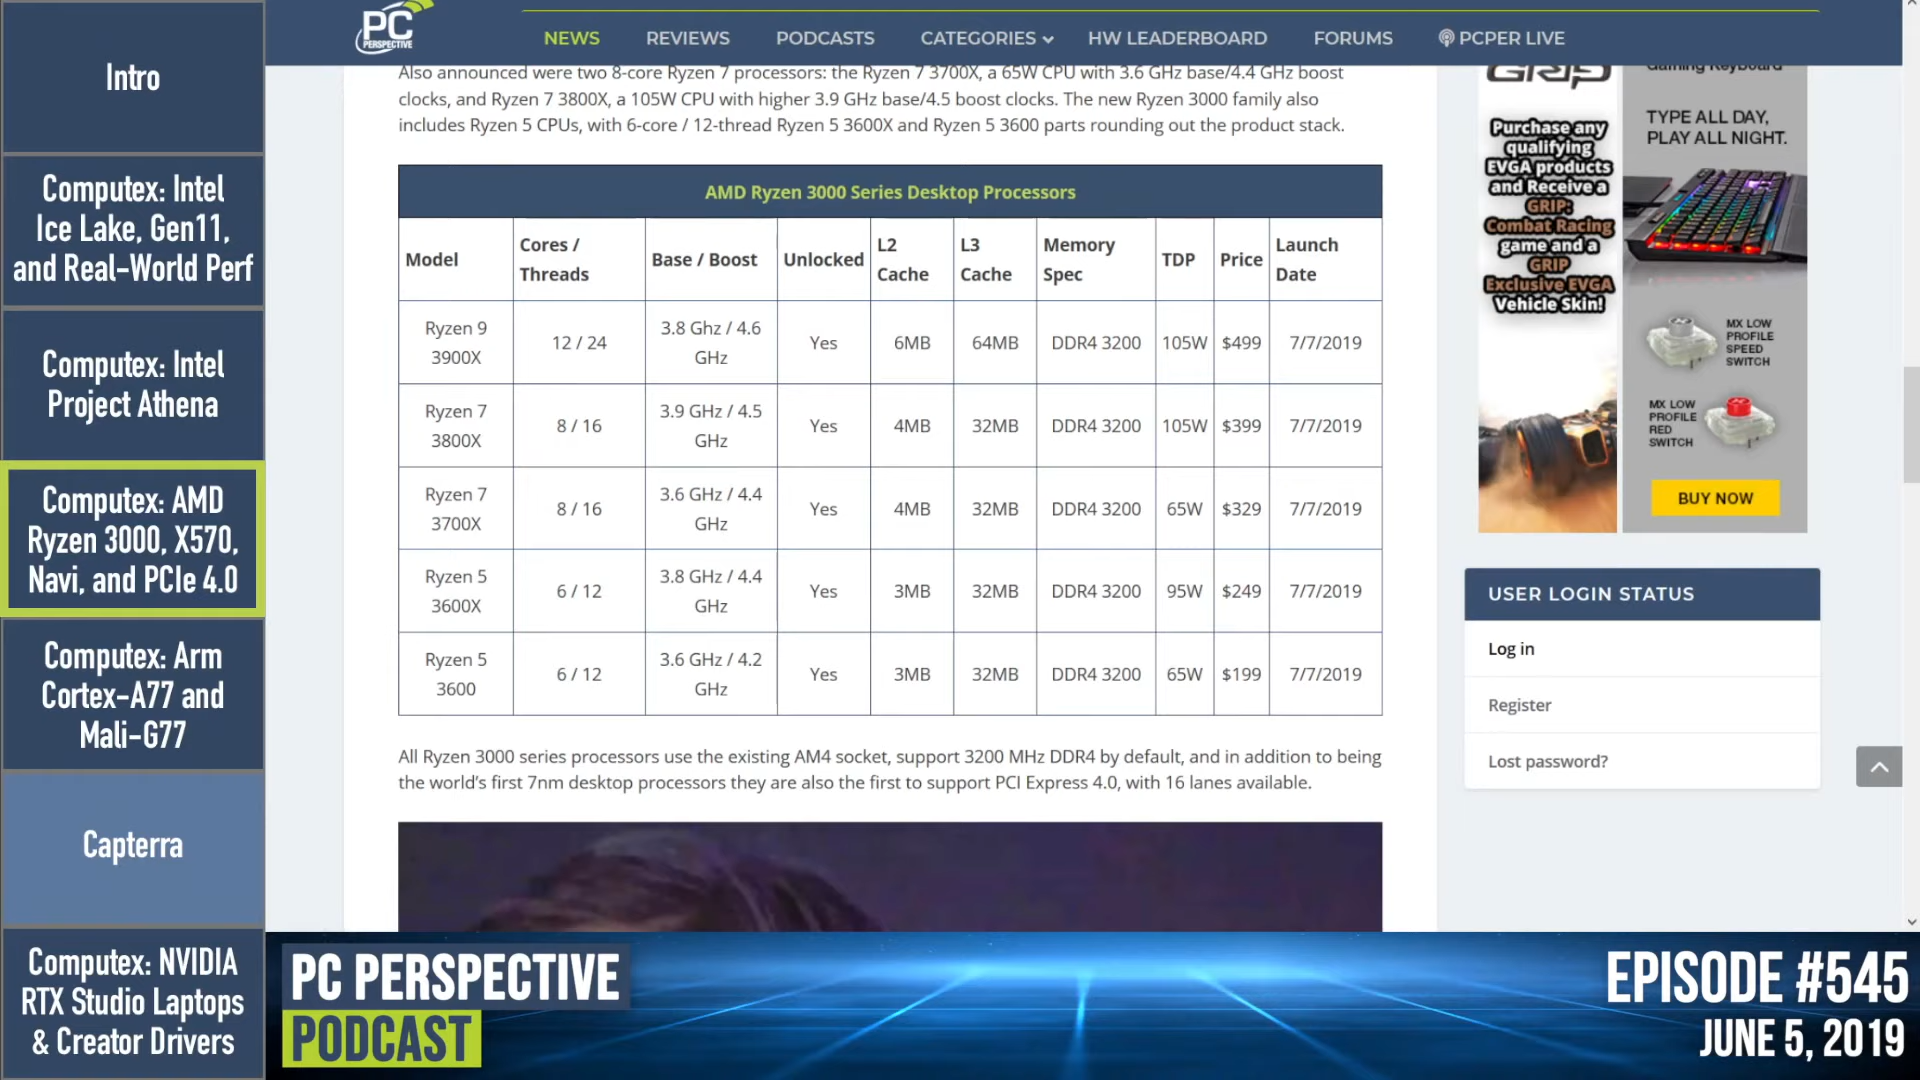 Intro
Computex: Intel
Ice Lake, Gen11,
and Real-World Perf
Computex: Intel
Project Athena
Computex: AMD
Ryzen 3000, X570,
Navi, and PCIe 4.0
Computex: Arm
Cortex-A77 and
Mali-G77
Capterra
Computex: NVIDIA
RTX Studio Laptops
& Creator Drivers
PC
PERSPECTIVE
NEWS REVIEWS PODCASTS CATEGORIES HW LEADERBOARD FORUMS PCPER LIVE
Also announced were two 8-core Ryzen 7 processors: the Ryzen 7 3700X, a 65W CPU with 3.6 GHz base/4.4 GHz boost
clocks, and Ryzen 7 3800X, a 105W CPU with higher 3.9 GHz base/4.5 boost clocks. The new Ryzen 3000 family also
includes Ryzen 5 CPUs, with 6-core / 12-thread Ryzen 5 3600X and Ryzen 5 3600 parts rounding out the product stack.
AMD Ryzen 3000 Series Desktop Processors
Model Cores / Threads Base / Boost Unlocked L2 Cache L3 Cache Memory Spec TDP Price Launch Date
Ryzen 9 3900X 12 / 24 3.8 Ghz / 4.6 GHz Yes 6MB 64MB DDR4 3200 105W $499 7/7/2019
Ryzen 7 3800X 8 / 16 3.9 GHz / 4.5 GHz Yes 4MB 32MB DDR4 3200 105W $399 7/7/2019
Ryzen 7 3700X 8 / 16 3.6 GHz / 4.4 GHz Yes 4MB 32MB DDR4 3200 65W $329 7/7/2019
Ryzen 5 3600X 6 / 12 3.8 GHz / 4.4 GHz Yes 3MB 32MB DDR4 3200 95W $249 7/7/2019
Ryzen 5 3600 6 / 12 3.6 GHz / 4.2 GHz Yes 3MB 32MB DDR4 3200 65W $199 7/7/2019
All Ryzen 3000 series processors use the existing AM4 socket, support 3200 MHz DDR4 by default, and in addition to being
the world's first 7nm desktop processors they are also the first to support PCI Express 4.0, with 16 lanes available.
GRIP
Purchase any
qualifying
EVGA products
and Receive a
GRIP:
Combat Racing
game and a
GRIP
Exclusive EVGA
Vehicle Skin!
Gaming Keyboard
TYPE ALL DAY,
PLAY ALL NIGHT.
MX LOW
PROFILE
SPEED
SWITCH
MX LOW
PROFILE
RED
SWITCH
BUY NOW
USER LOGIN STATUS
Log in
Register
Lost password?
PC PERSPECTIVE
PODCAST
EPISODE #545
JUNE 5, 2019